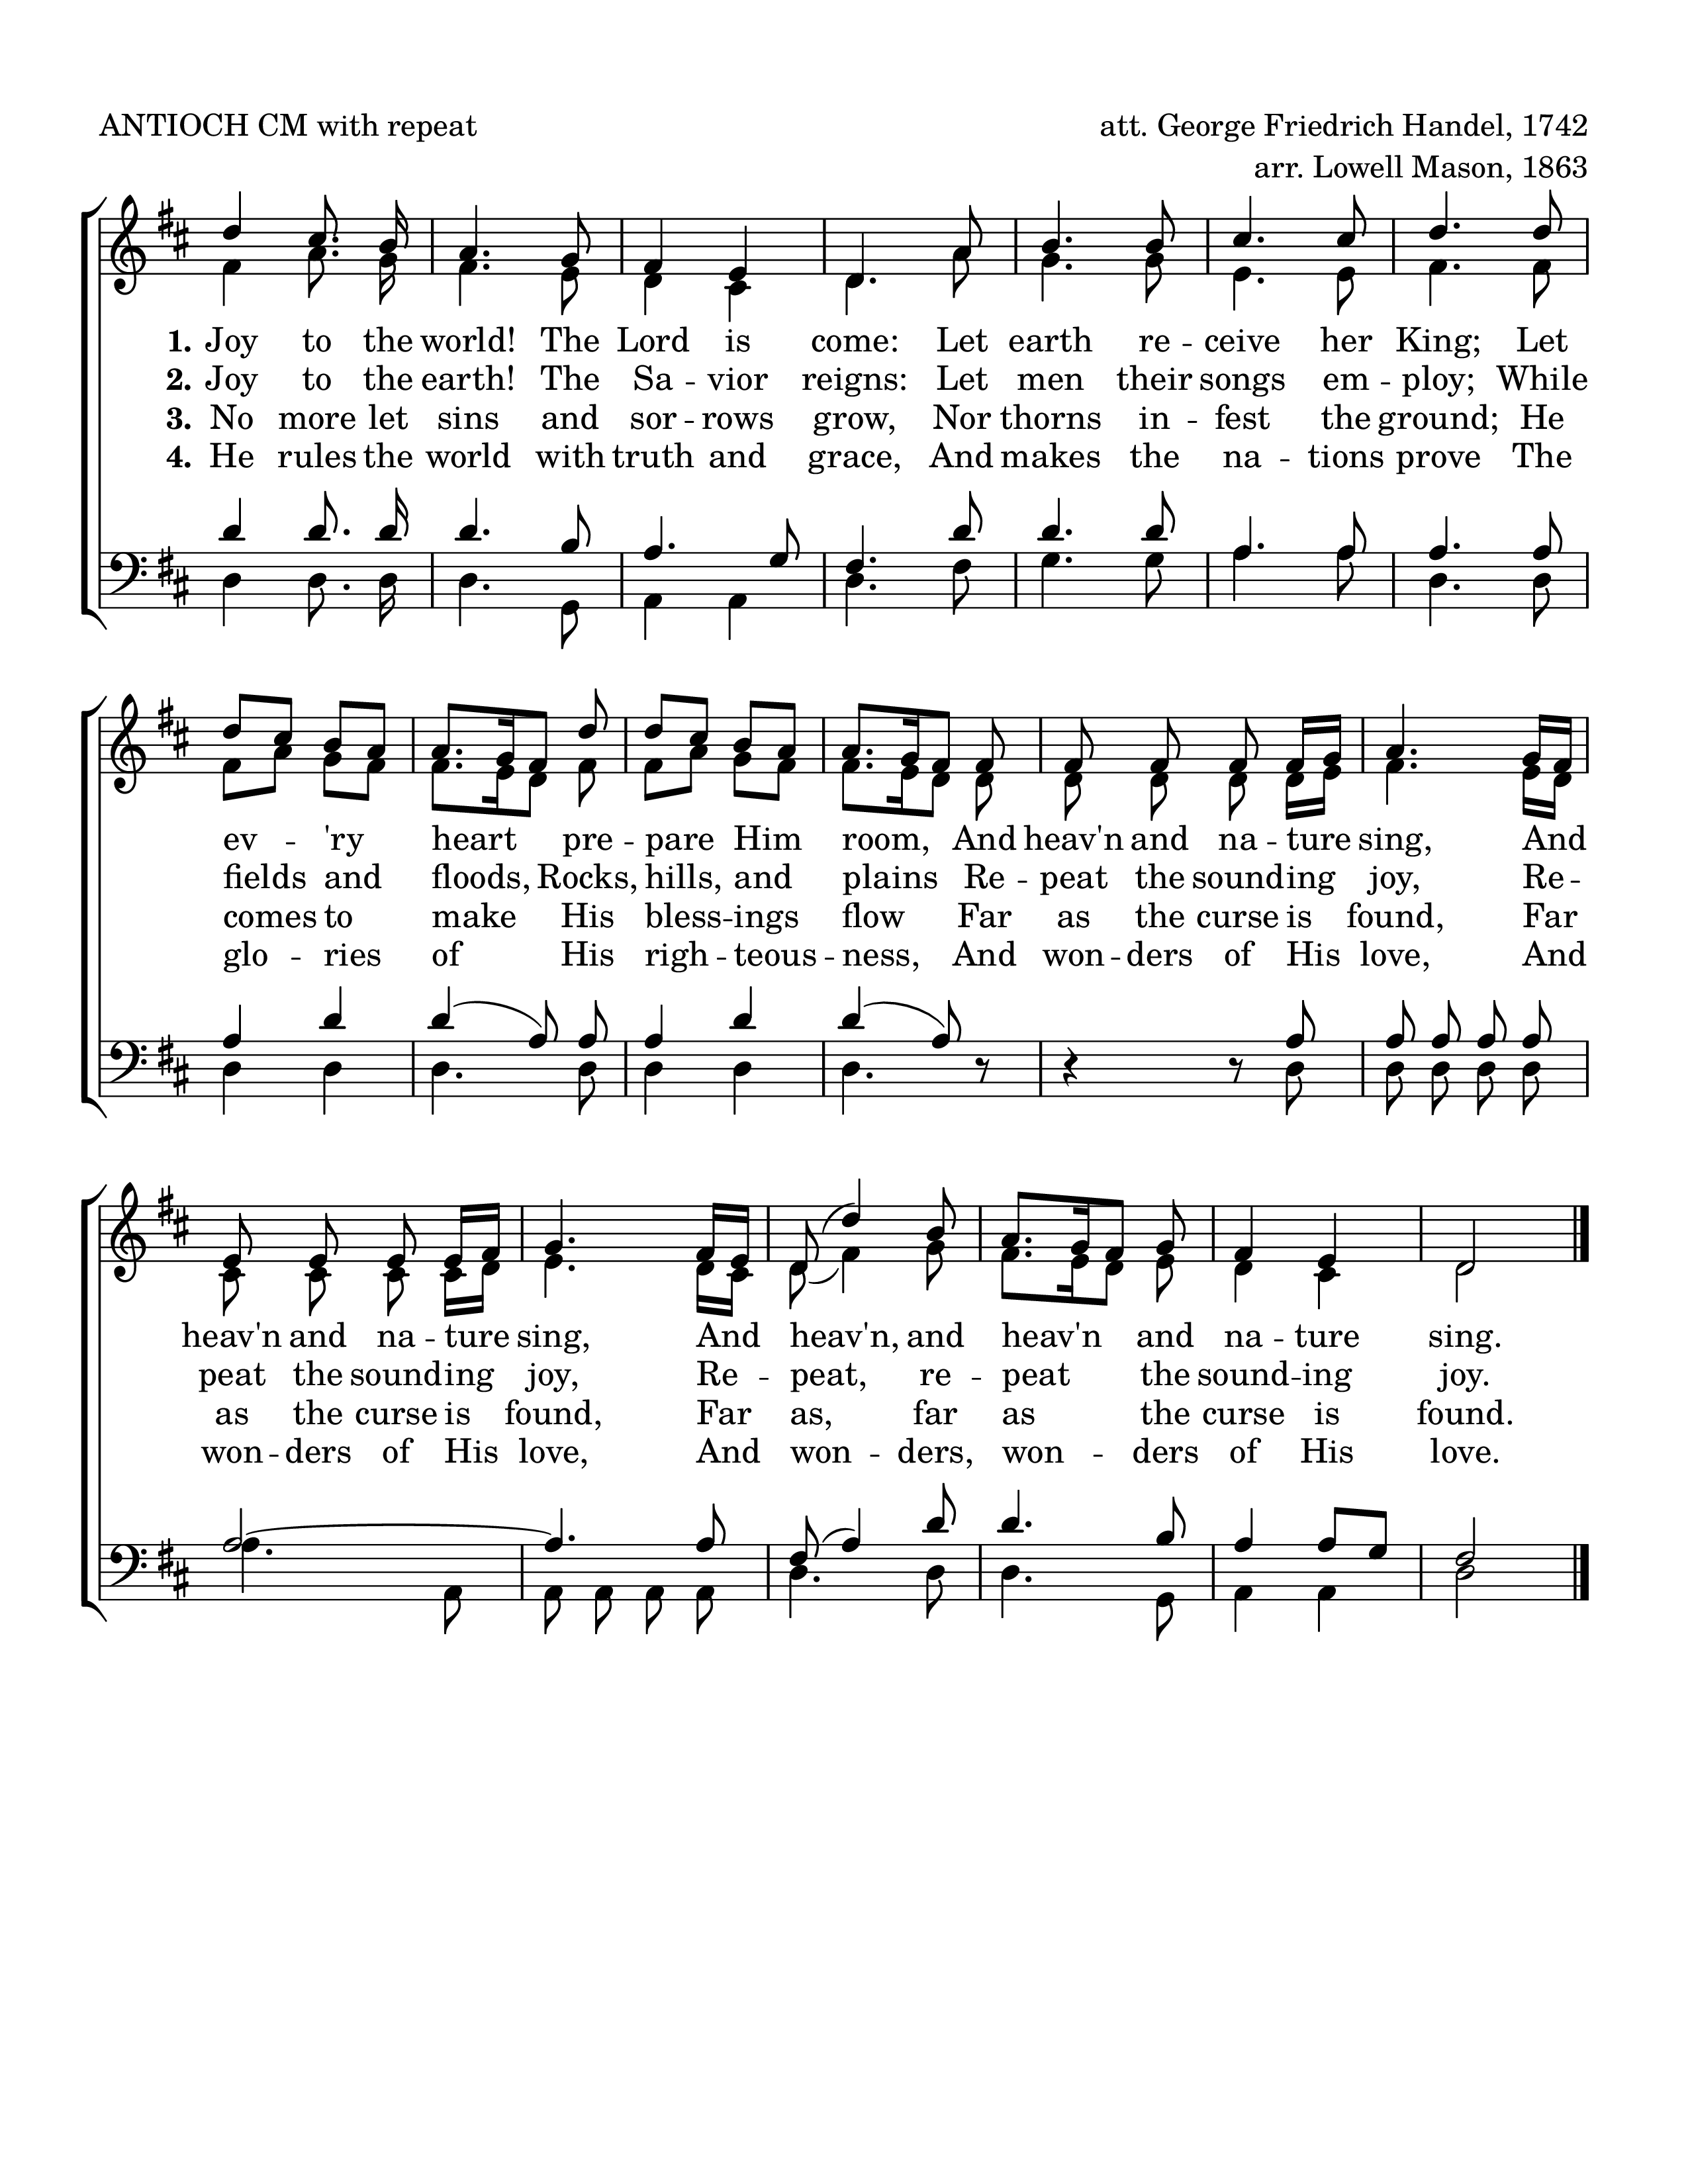 ANTIOCH CM with repeat
att. George Friedrich Handel, 1742
arr. Lowell Mason, 1863
1. Joy to the world! The Lord is come: Let earth re -- ceive her King; Let
2. Joy to the earth! The Sa -- vior reigns: Let men their songs em -- ploy; While
3. No more let sins and sor -- rows grow, Nor thorns in -- fest the ground; He
4. He rules the world with truth and grace, And makes the na -- tions prove The
ev -- 'ry heart pre -- pare Him room, And heav'n and na -- ture sing, And
fields and floods, Rocks, hills, and plains Re -- peat the sounding joy, Re --
comes to make His bless -- ings flow Far as the curse is found, Far
glo -- ries of His righ -- teous -- ness, And won -- ders of His love, And
heav'n and na -- ture sing, And heav'n, and heav'n and na -- ture sing.
peat the sounding joy, Re -- peat, re -- peat the sound -- ing joy.
as the curse is found, Far as, far as the curse is found.
won -- ders of His love, And won -- ders, won -- ders of His love.